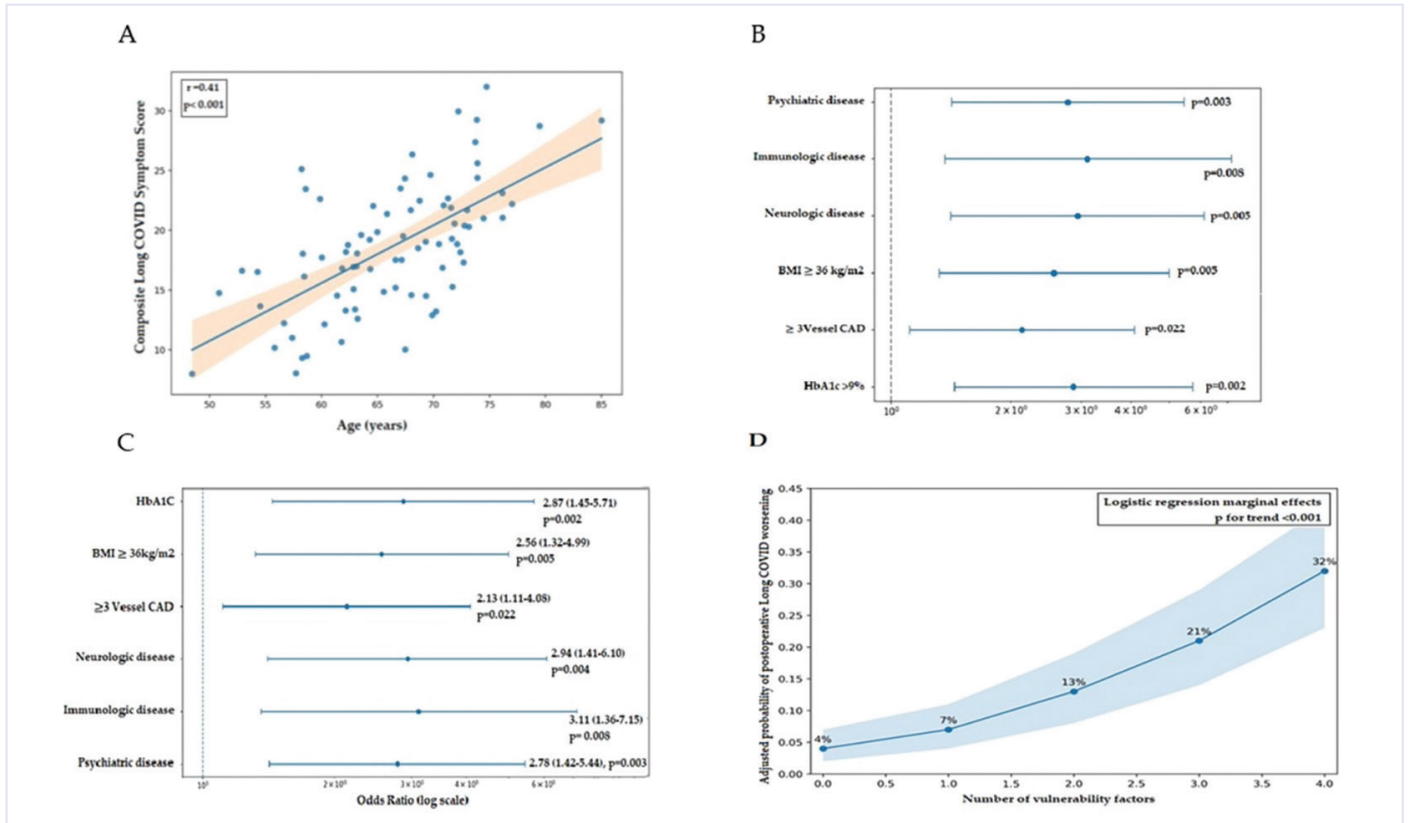 A
r =0.41
p< 0.001
Composite Long COVID Symptom Score
30
25
20
15
10
50 55 60 65 70 75 80 85
Age (years)
B
Psychiatric disease
p=0.003
Immunologic disease
p=0.008
Neurologic disease
p=0.005
BMI ≥ 36 kg/m2
p=0.005
≥ 3Vessel CAD
p=0.022
HbA1c >9%
p=0.002
10⁰ 2 × 10⁰ 3 × 10⁰ 4 × 10⁰ 6 × 10⁰
C
HbA1C
2.87 (1.45-5.71)
p=0.002
BMI ≥ 36kg/m2
2.56 (1.32-4.99)
p=0.005
≥3 Vessel CAD
2.13 (1.11-4.08)
p=0.022
Neurologic disease
2.94 (1.41-6.10)
p=0.004
Immunologic disease
3.11 (1.36-7.15)
p= 0.008
Psychiatric disease
2.78 (1.42-5.44), p=0.003
10⁰ 2 × 10⁰ 3 × 10⁰ 4 × 10⁰ 6 × 10⁰
Odds Ratio (log scale)
D
Logistic regression marginal effects
p for trend <0.001
Adjusted probability of postoperative Long COVID worsening
0.45
0.40
0.35
0.30
0.25
0.20
0.15
0.10
0.05
0.00
4%
7%
13%
21%
32%
0.0 0.5 1.0 1.5 2.0 2.5 3.0 3.5 4.0
Number of vulnerability factors